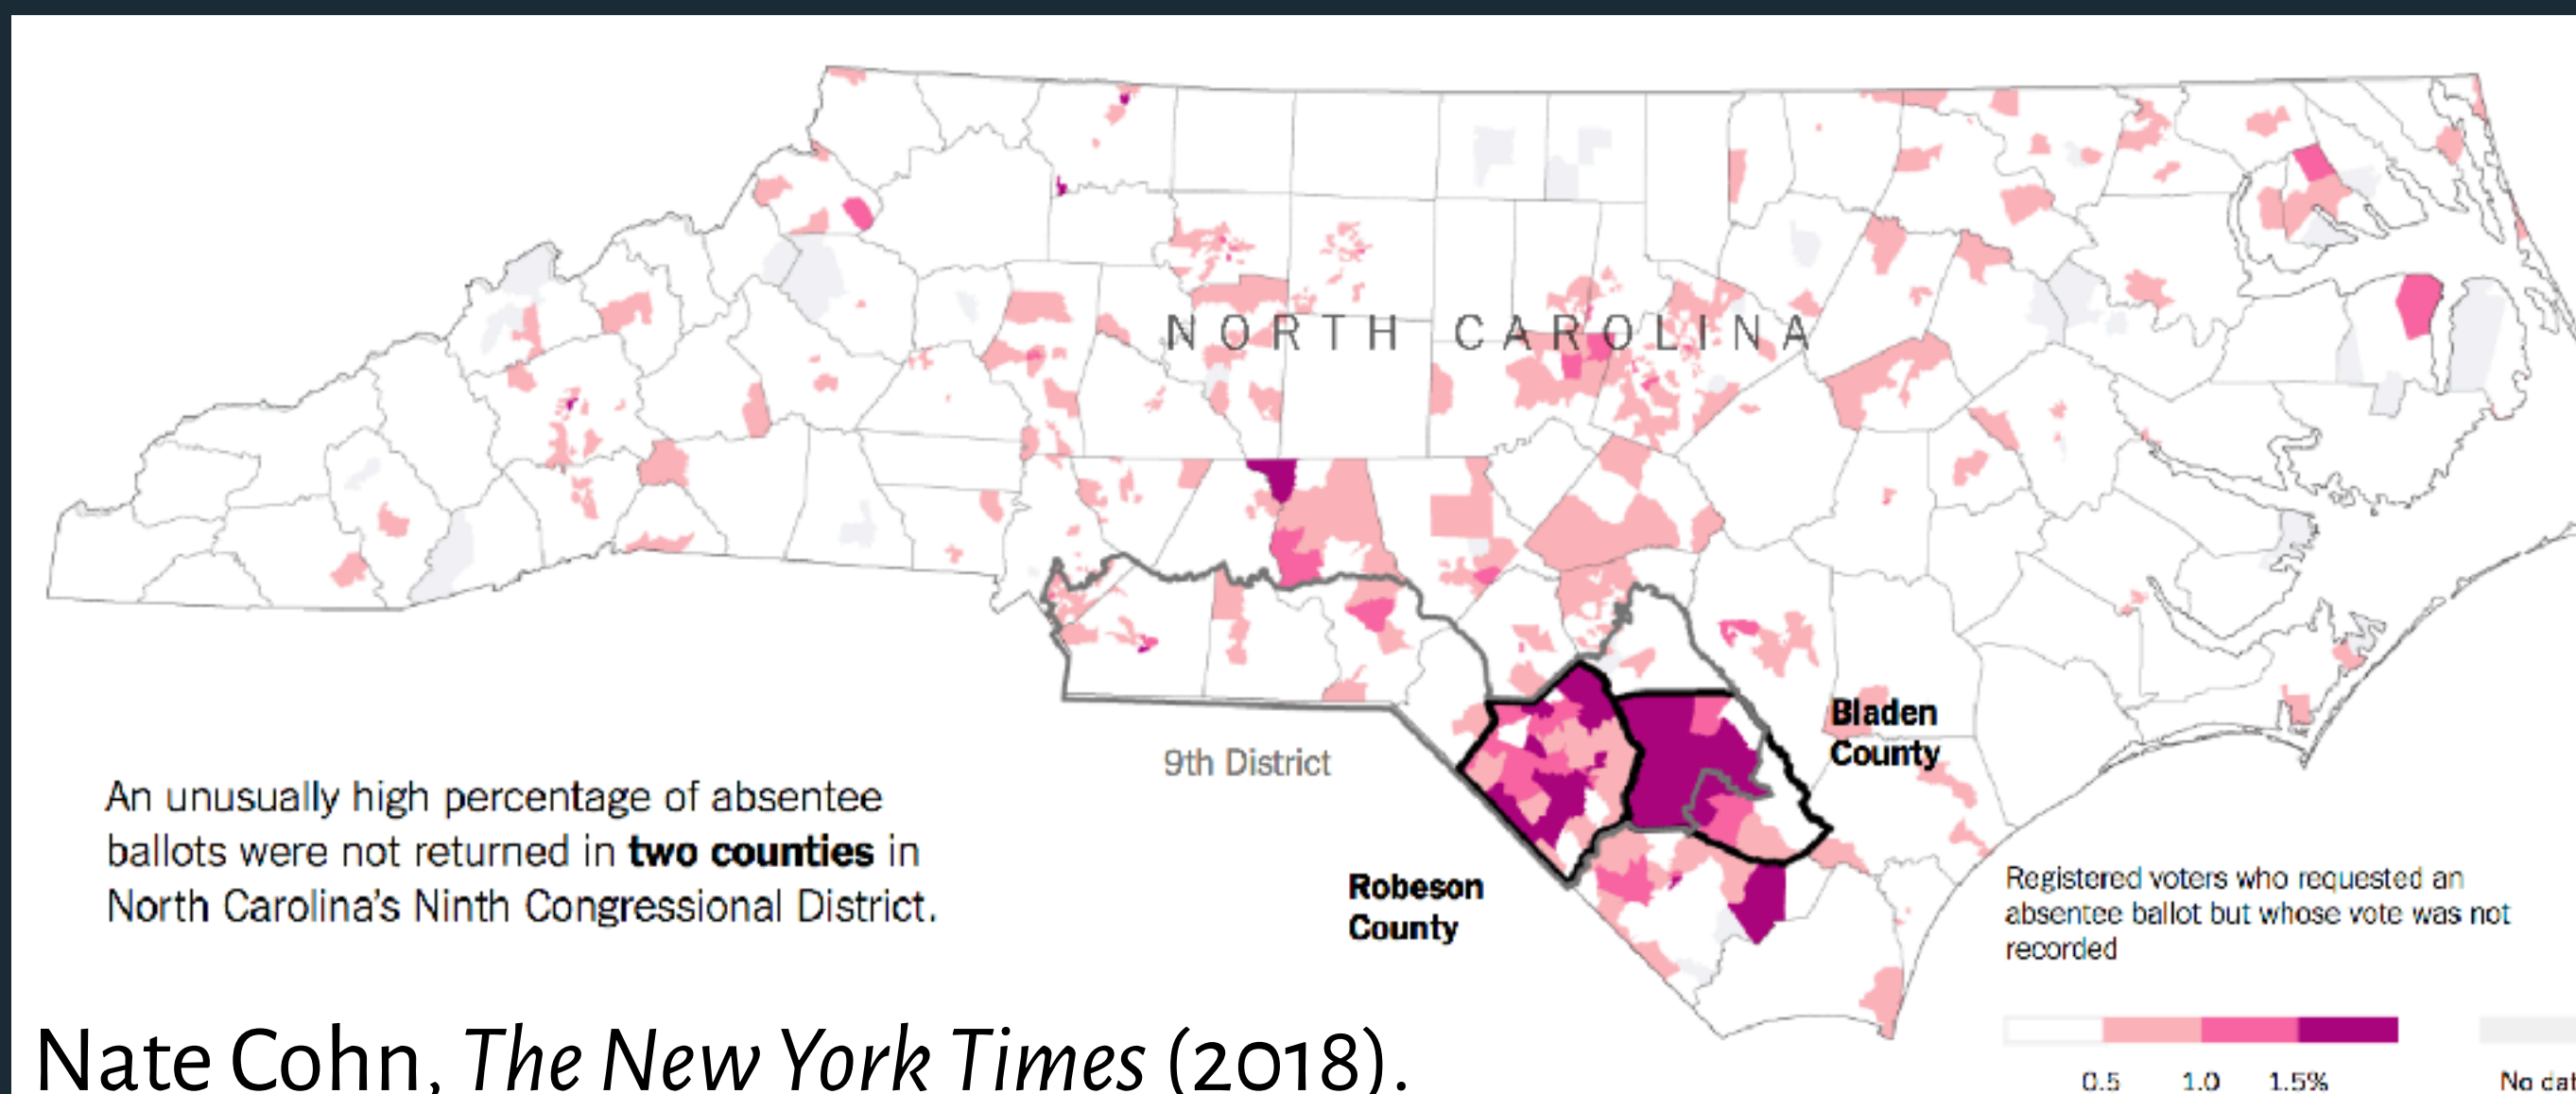 NORTH CAROLINA
9th District
Bladen
County
Robeson
County
An unusually high percentage of absentee
ballots were not returned in two counties in
North Carolina’s Ninth Congressional District.
Registered voters who requested an
absentee ballot but whose vote was not
recorded
0.5 1.0 1.5%
No dat
Nate Cohn, The New York Times (2018).